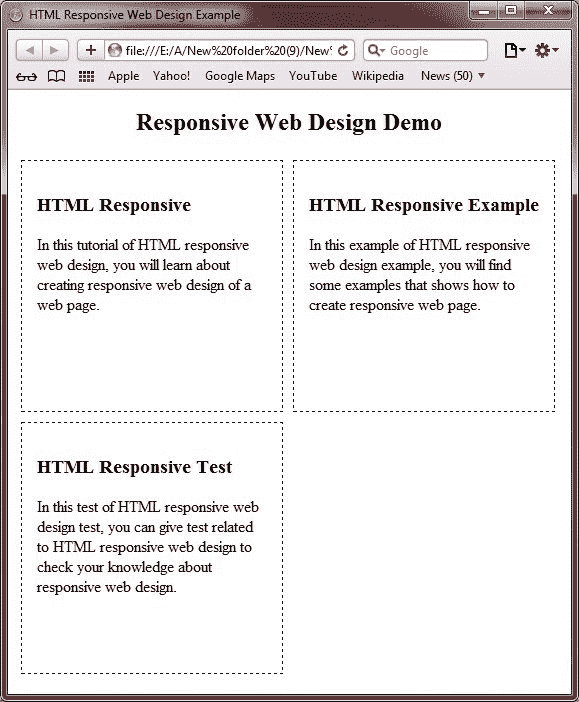 HTML Responsive Web Design Example
file:///E:/A/New%20folder%20(9)/New%
Google
Apple Yahoo! Google Maps YouTube Wikipedia News (50)
Responsive Web Design Demo
HTML Responsive
In this tutorial of HTML responsive
web design, you will learn about
creating responsive web design of a
web page.
HTML Responsive Example
In this example of HTML responsive
web design example, you will find
some examples that shows how to
create responsive web page.
HTML Responsive Test
In this test of HTML responsive web
design test, you can give test related
to HTML responsive web design to
check your knowledge about
responsive web design.